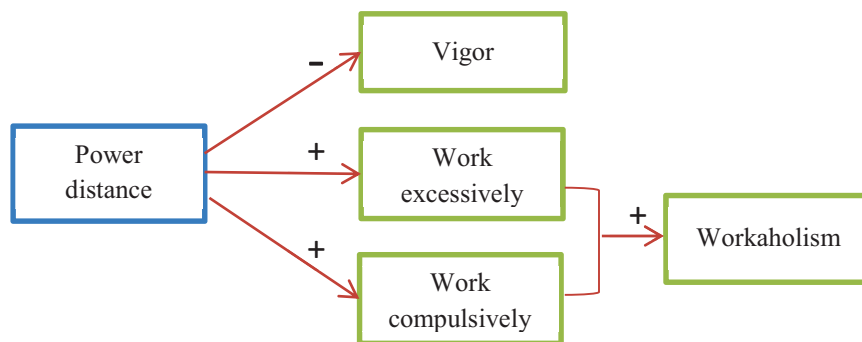 -
Vigor
Power
distance
+
Work
excessively
+
Workaholism
+
Work
compulsively